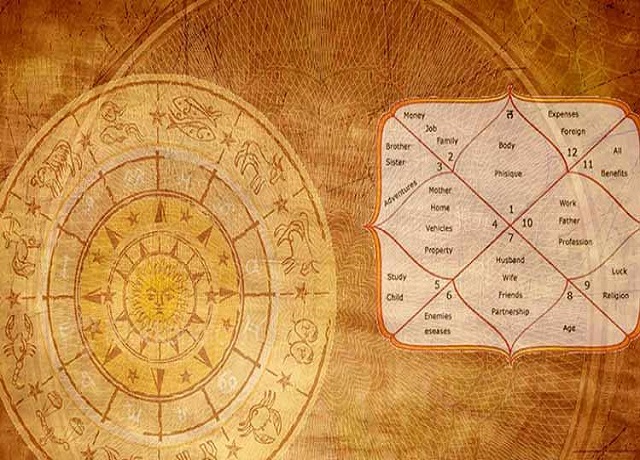 Money
Job
Family
2
Brother
Sister
3
Adventures
Body
Phisique
1
Expenses
Foreign
12
11
All
Benefits
Mother
Home
Vehicles
Property
4
10
7
Work
Father
Profession
Study
Child
5
6
Enemies
eseases
Husband
Wife
Friends
Partnership
8
Age
9
Luck
Religion